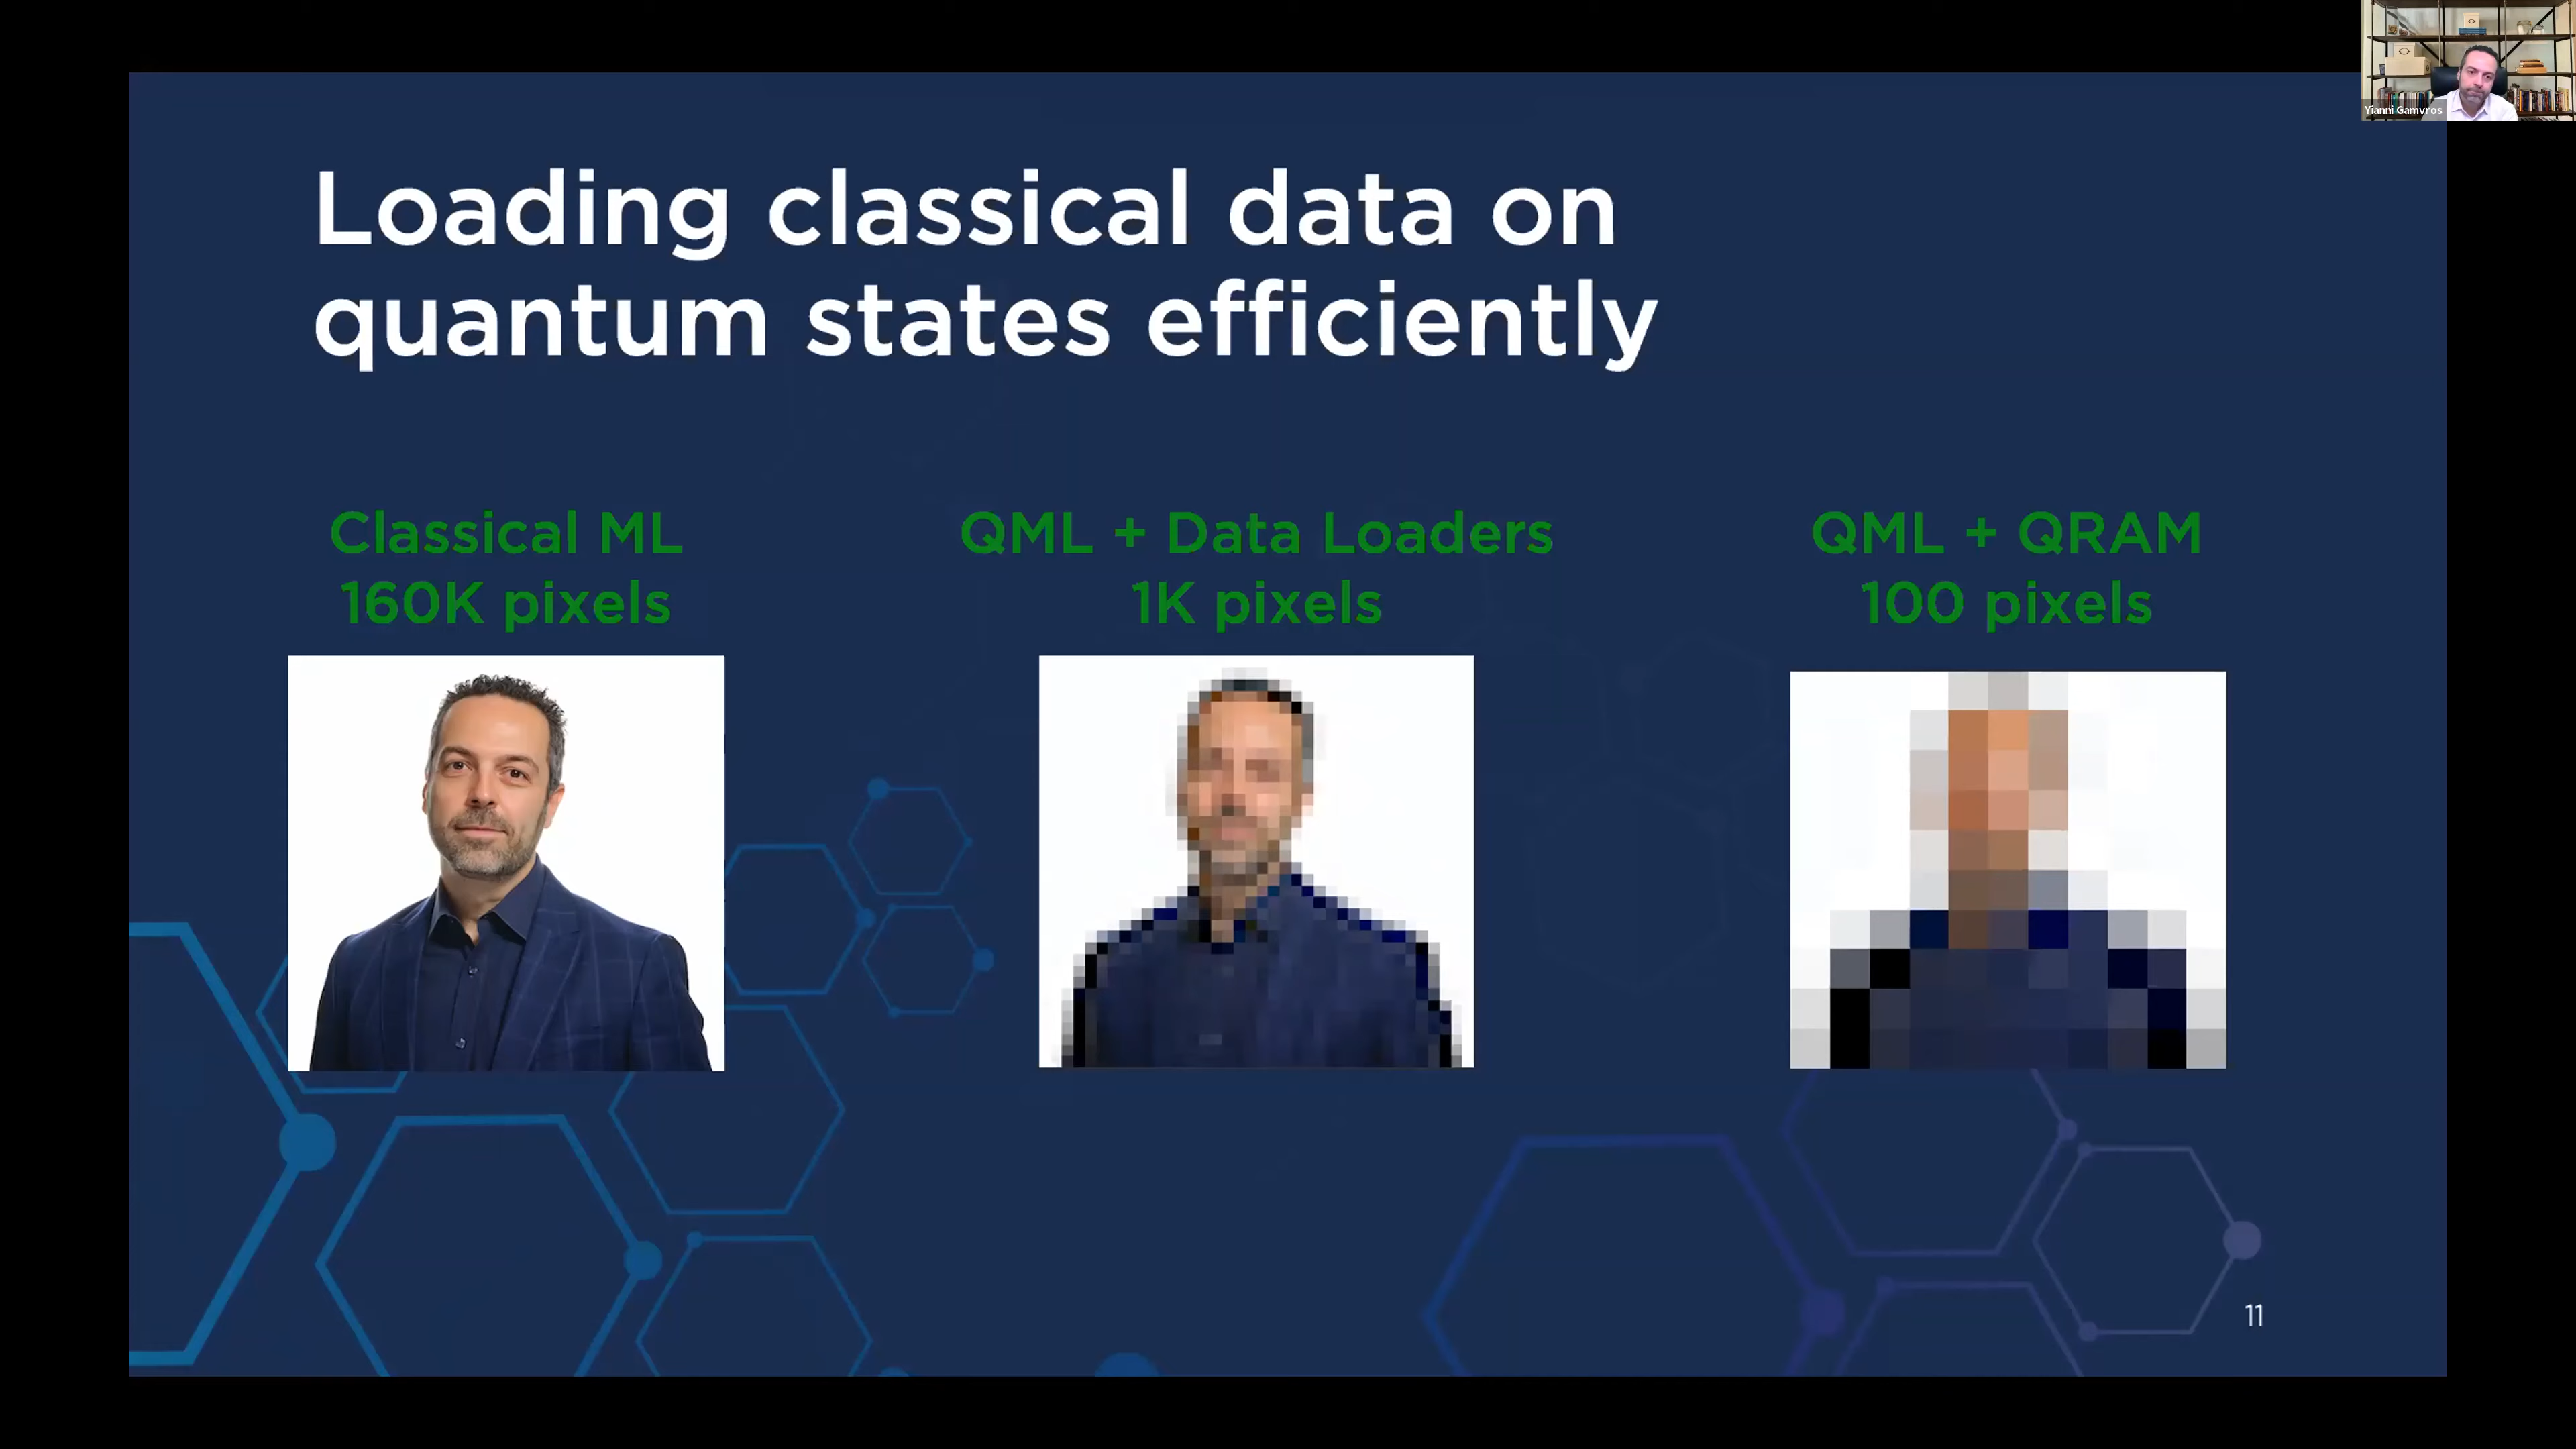 Yianni Gamvros
Loading classical data on
quantum states efficiently
Classical ML
160K pixels
QML + Data Loaders
1K pixels
QML + QRAM
100 pixels
11